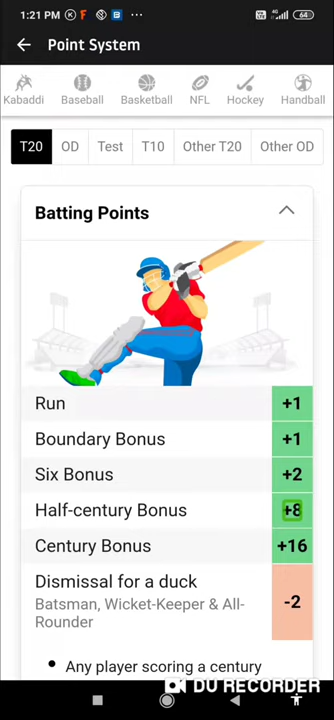 1:21 PM
64
Point System
Kabaddi Baseball Basketball NFL Hockey Handball
T20 OD Test T10 Other T20 Other OD
Batting Points
Run +1
Boundary Bonus +1
Six Bonus +2
Half-century Bonus +8
Century Bonus +16
Dismissal for a duck -2
Batsman, Wicket-Keeper & All-
Rounder
• Any player scoring a century
DU RECORDER